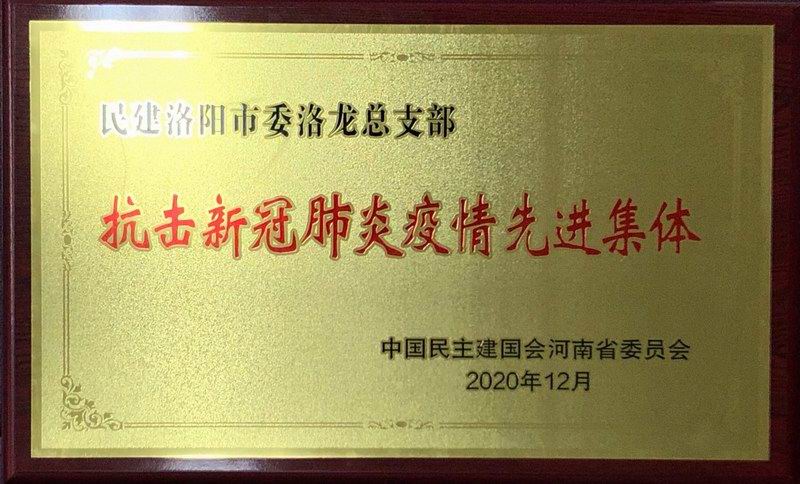 民建洛阳市委洛龙总支部
抗击新冠肺炎疫情先进集体
中国民主建国会河南省委员会
2020年12月